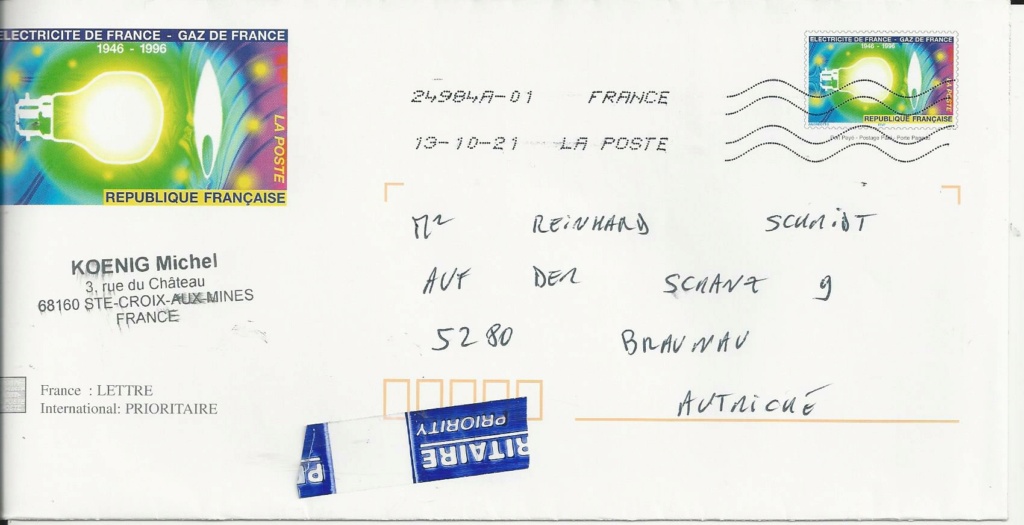 ELECTRICITE DE FRANCE - GAZ DE FRANCE
1946 - 1996
LA POSTE
REPUBLIQUE FRANÇAISE
24984A-01 FRANCE
13-10-21 LA POSTE
ELECTRICITE DE FRANCE - GAZ DE FRANCE
1946 - 1996
LA POSTE
REPUBLIQUE FRANÇAISE
Postage Paid
KOENIG Michel
3, rue du Château
68160 STE-CROIX-AUX-MINES
FRANCE
Mr REINHARD SCHMIDT
AUF DER SCHANZ 9
5280 BRAUNAU
AUTRICHE
France : LETTRE
International: PRIORITAIRE
PRIORITY
RITAIRE